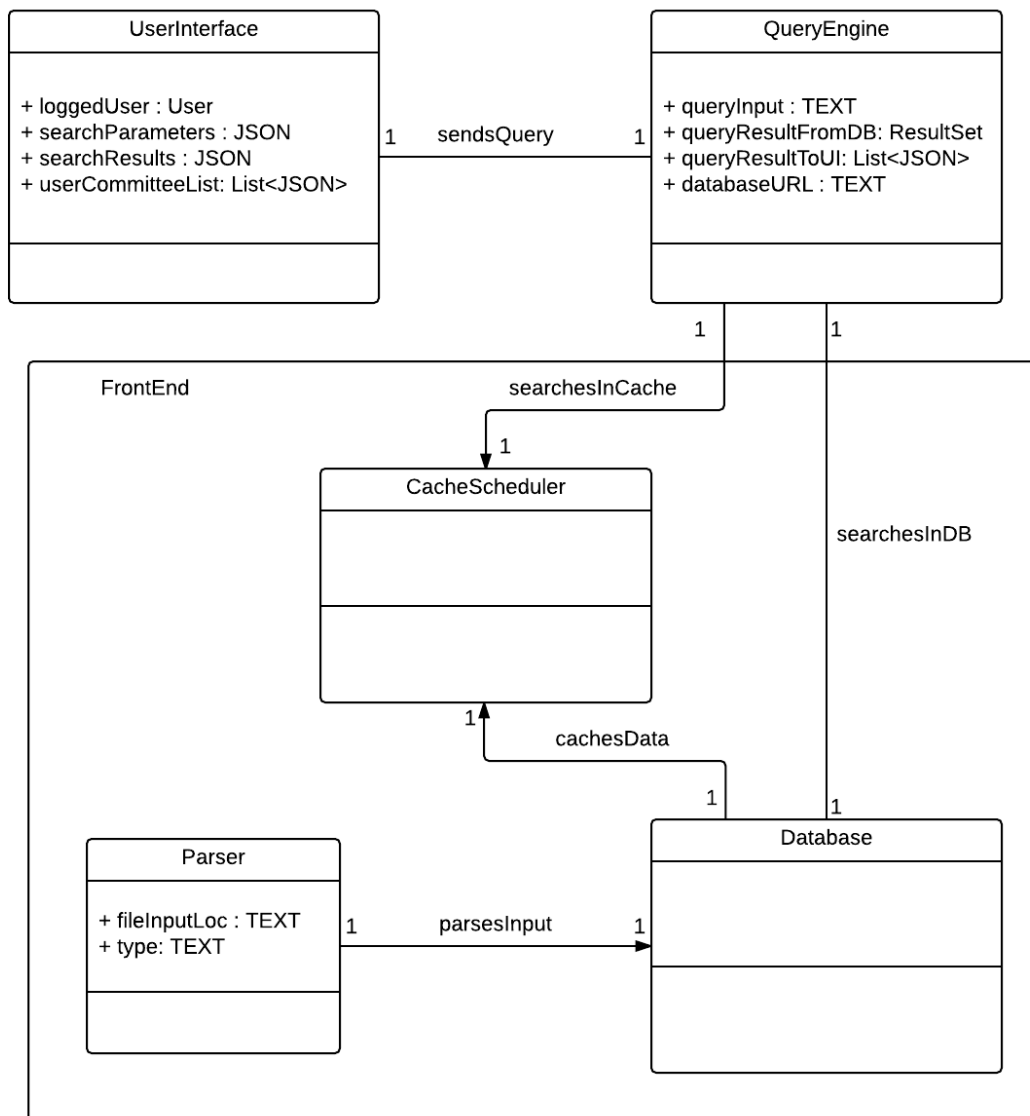 UserInterface
+ loggedUser : User
+ searchParameters : JSON
+ searchResults : JSON
+ userCommitteeList: List<JSON>
1
sendsQuery
1
QueryEngine
+ queryInput : TEXT
+ queryResultFromDB: ResultSet
+ queryResultToUI: List<JSON>
+ databaseURL : TEXT
1
1
FrontEnd
searchesInCache
1
CacheScheduler
searchesInDB
1
cachesData
1
1
Parser
+ fileInputLoc : TEXT
+ type: TEXT
1
parsesInput
1
Database